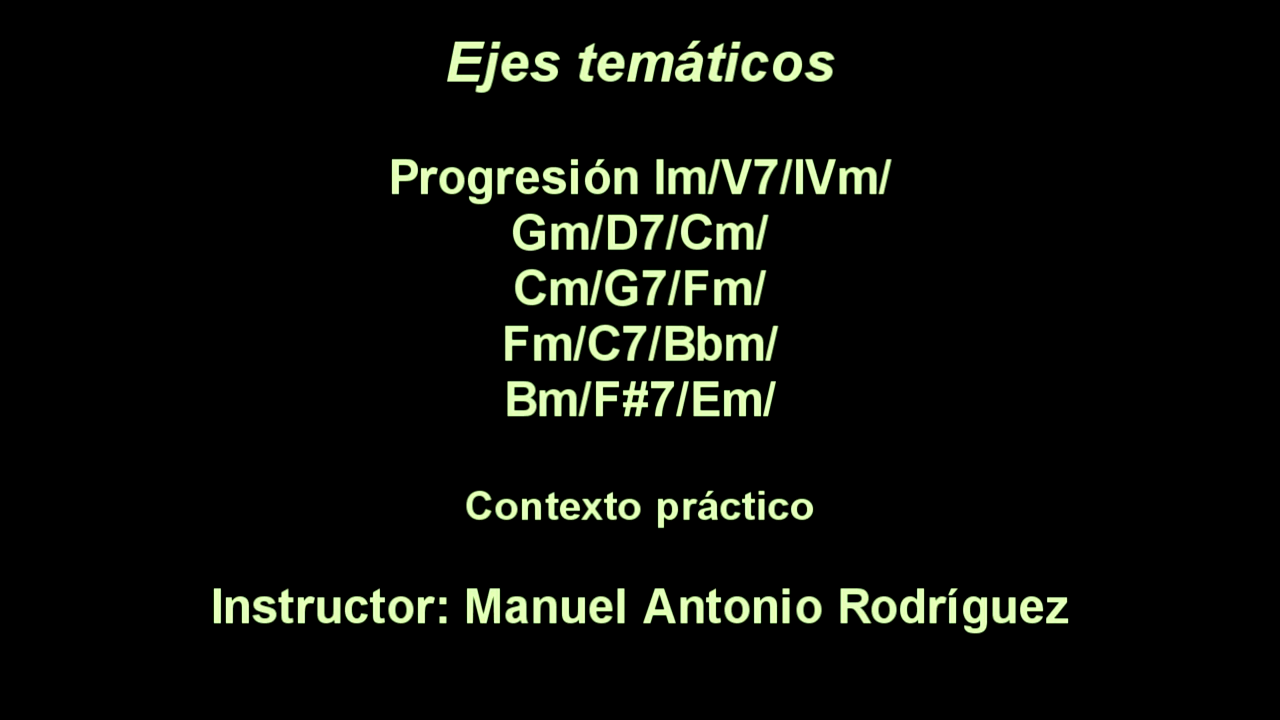 Ejes temáticos
Progresión Im/V7/IVm/
Gm/D7/Cm/
Cm/G7/Fm/
Fm/C7/Bbm/
Bm/F#7/Em/
Contexto práctico
Instructor: Manuel Antonio Rodríguez